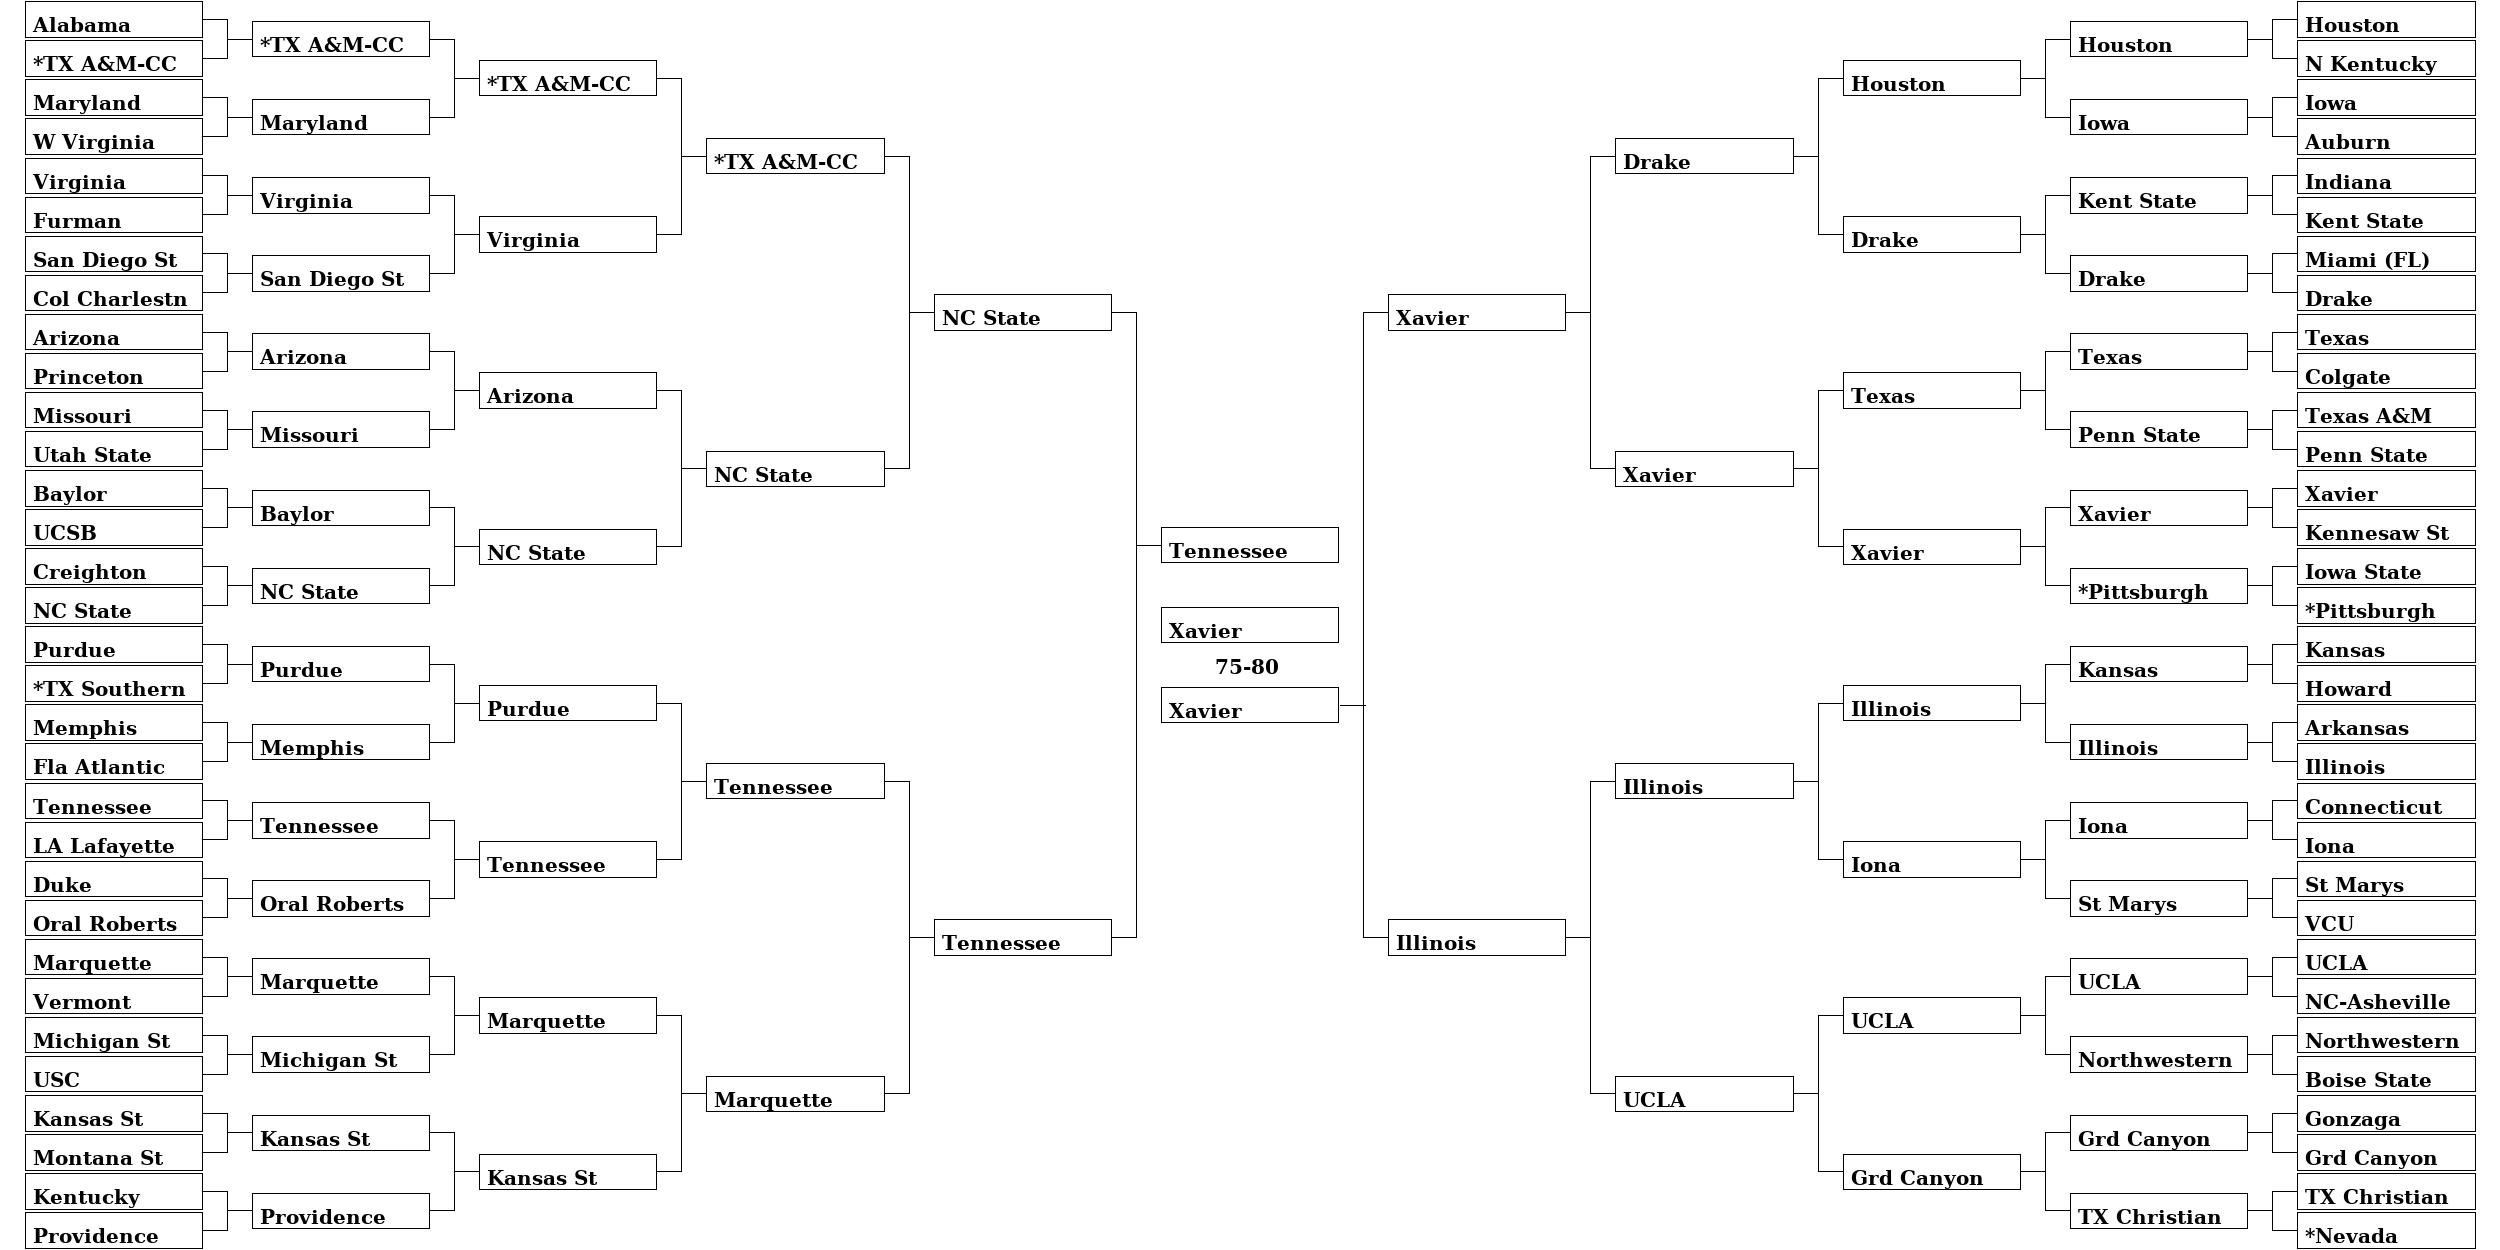 Alabama
*TX A&M-CC
Maryland
W Virginia
Virginia
Furman
San Diego St
Col Charlestn
Arizona
Princeton
Missouri
Utah State
Baylor
UCSB
Creighton
NC State
Purdue
*TX Southern
Memphis
Fla Atlantic
Tennessee
LA Lafayette
Duke
Oral Roberts
Marquette
Vermont
Michigan St
USC
Kansas St
Montana St
Kentucky
Providence
*TX A&M-CC
Maryland
Virginia
San Diego St
Arizona
Missouri
Baylor
NC State
Purdue
Memphis
Tennessee
Oral Roberts
Marquette
Michigan St
Kansas St
Providence
*TX A&M-CC
Virginia
Arizona
NC State
Purdue
Tennessee
Marquette
Kansas St
*TX A&M-CC
NC State
Tennessee
Marquette
NC State
Tennessee
Tennessee
Xavier
75-80
Xavier
Xavier
Illinois
Drake
Xavier
Illinois
UCLA
Houston
Drake
Texas
Xavier
Illinois
Iona
UCLA
Grd Canyon
Houston
Iowa
Kent State
Drake
Texas
Penn State
Xavier
*Pittsburgh
Kansas
Illinois
Iona
St Marys
UCLA
Northwestern
Grd Canyon
TX Christian
Houston
N Kentucky
Iowa
Auburn
Indiana
Kent State
Miami (FL)
Drake
Texas
Colgate
Texas A&M
Penn State
Xavier
Kennesaw St
Iowa State
*Pittsburgh
Kansas
Howard
Arkansas
Illinois
Connecticut
Iona
St Marys
VCU
UCLA
NC-Asheville
Northwestern
Boise State
Gonzaga
Grd Canyon
TX Christian
*Nevada